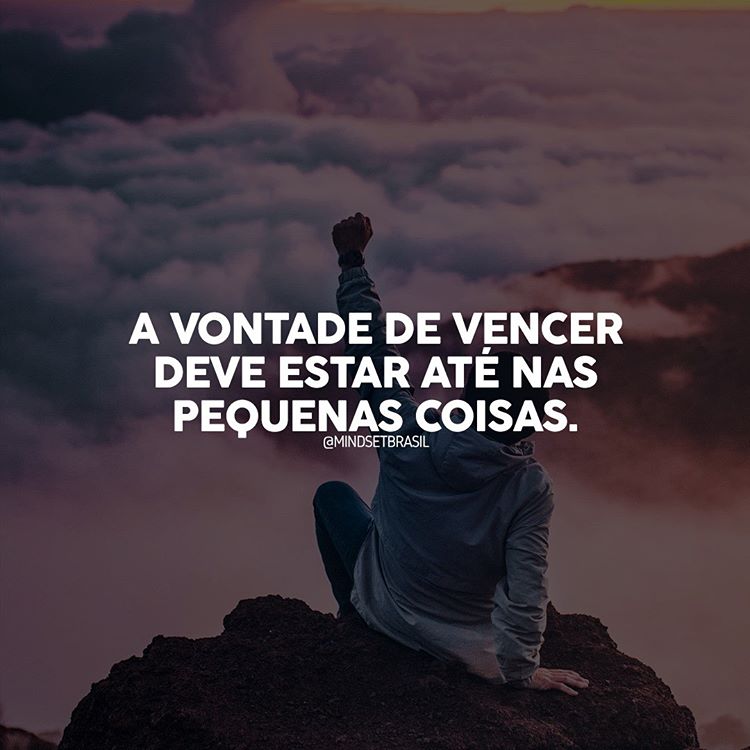 A VONTADE DE VENCER
DEVE ESTAR ATÉ NAS
PEQUENAS COISAS.
@MINDSETBRASIL